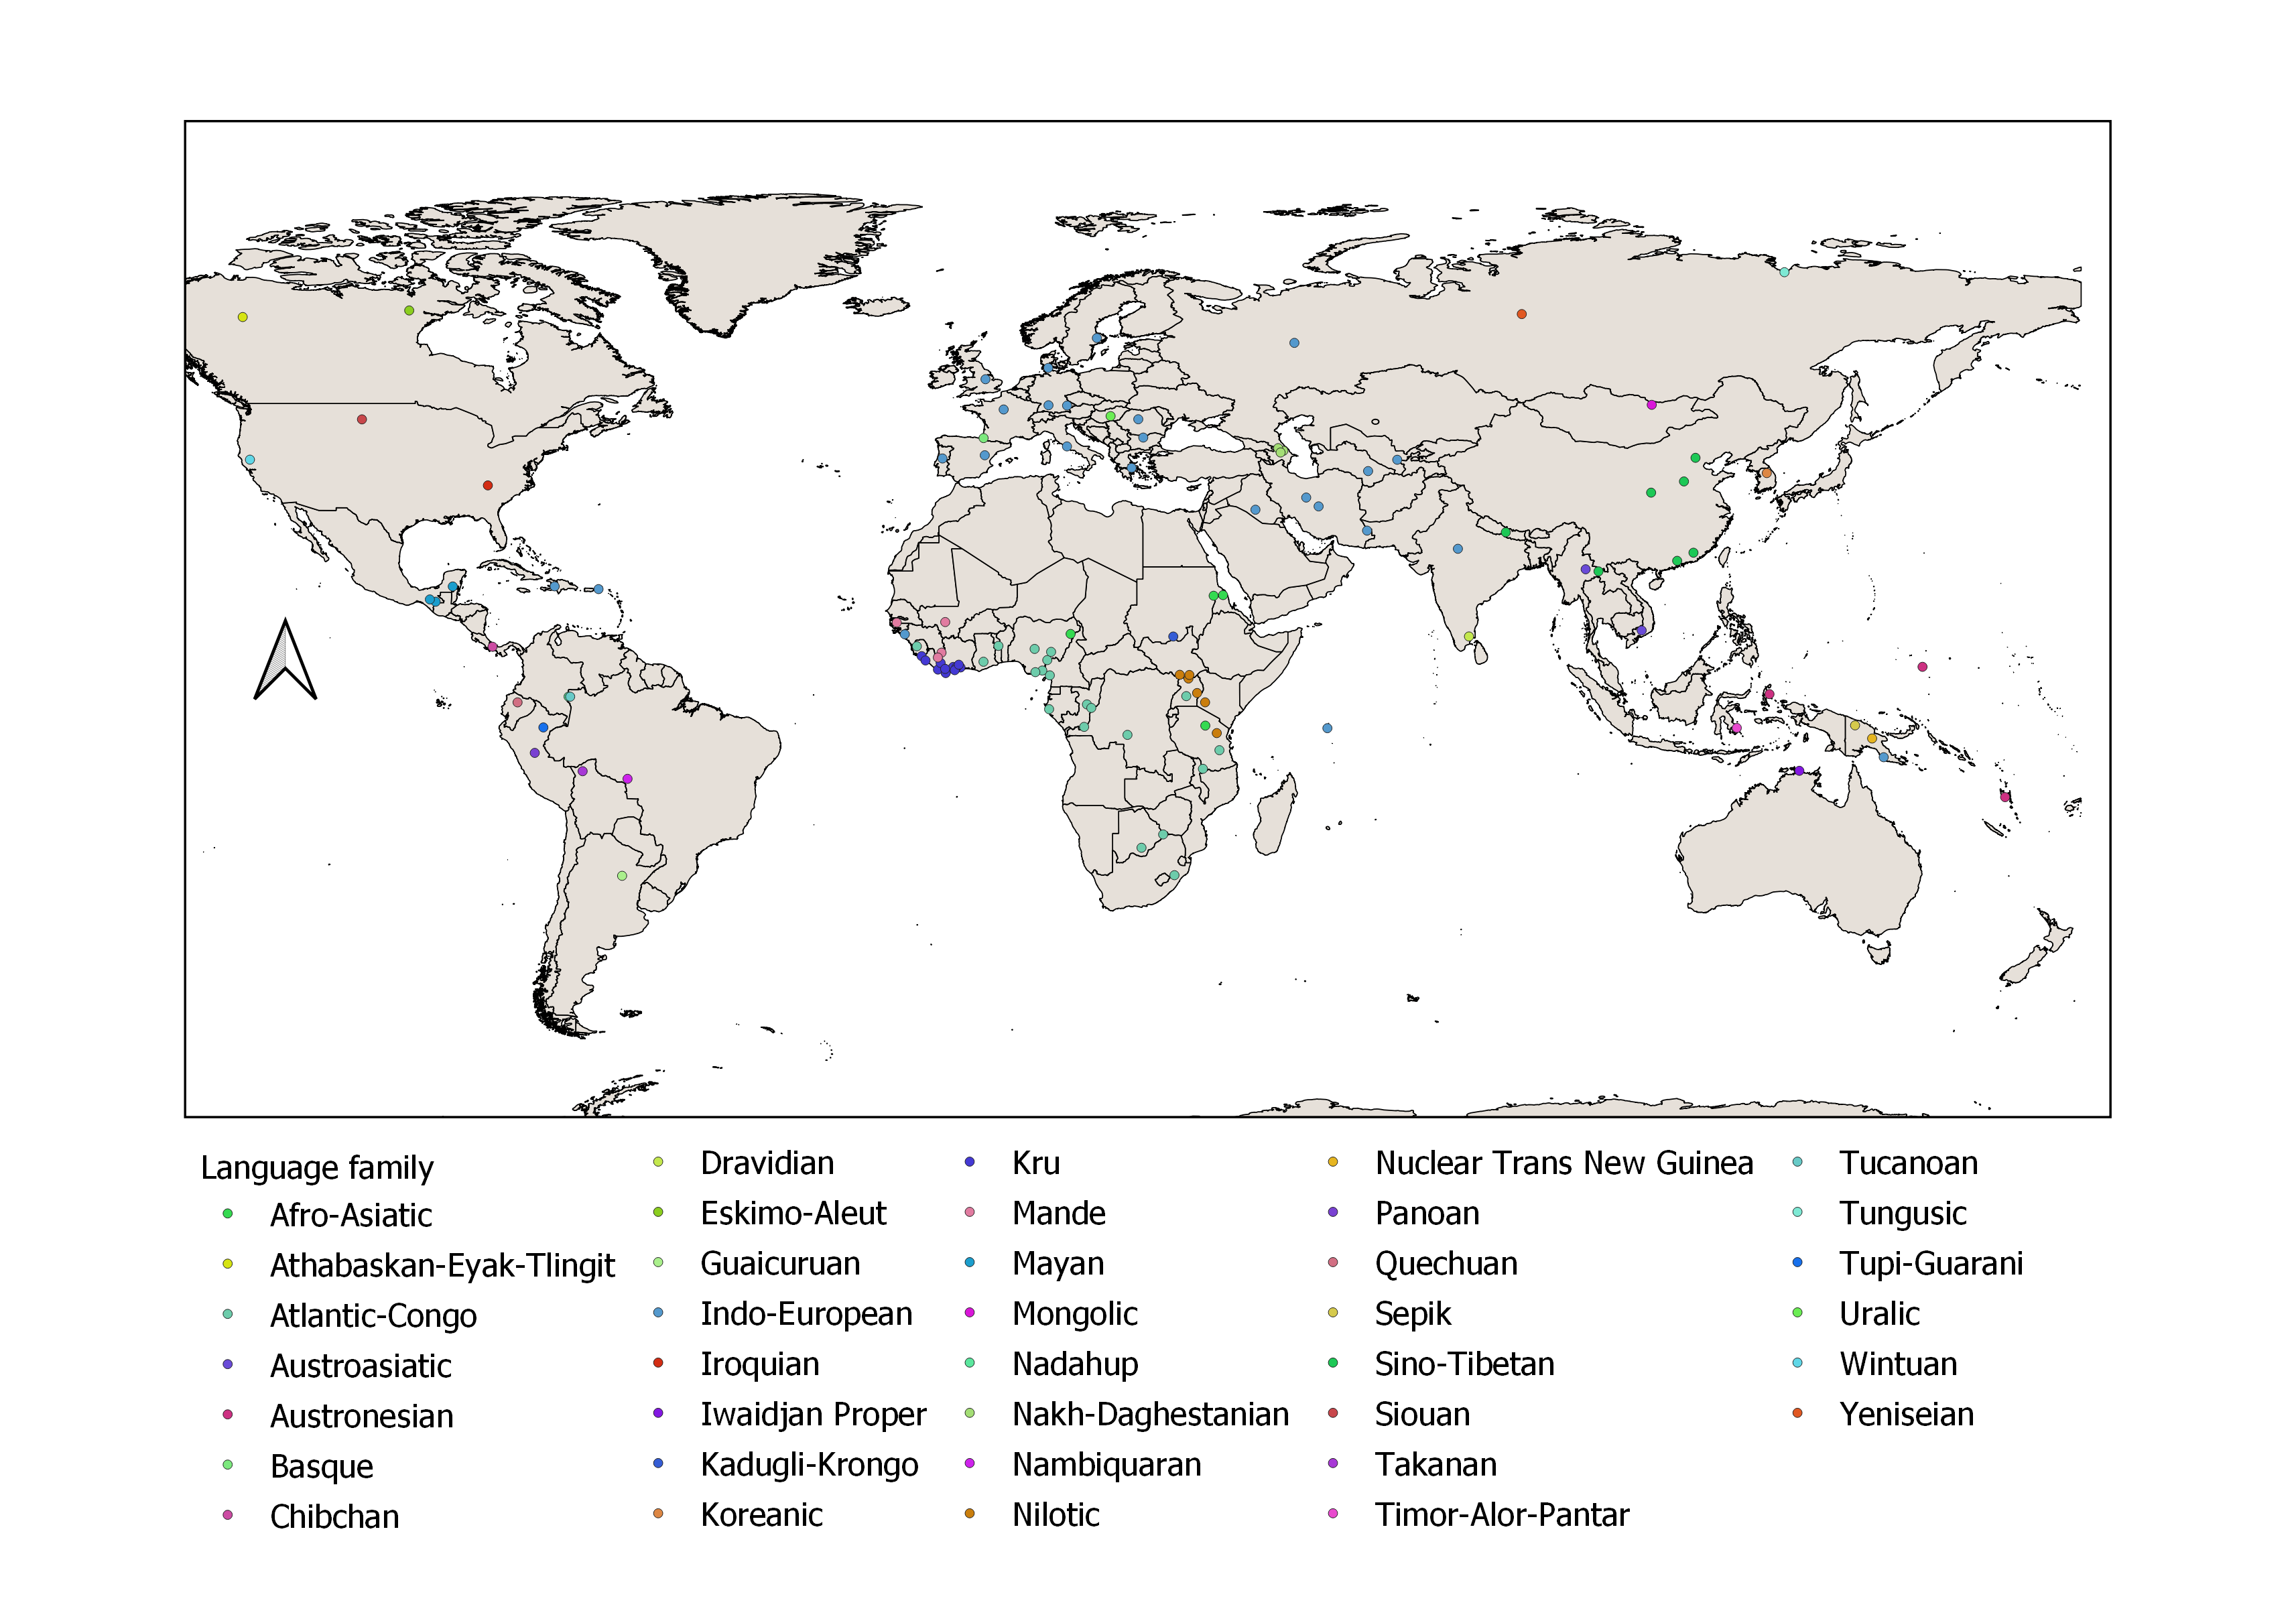 Language family
Afro-Asiatic
Athabaskan-Eyak-Tlingit
Atlantic-Congo
Austroasiatic
Austronesian
Basque
Chibchan
Dravidian
Eskimo-Aleut
Guaicuruan
Indo-European
Iroquian
Iwaidjan Proper
Kadugli-Krongo
Koreanic
Kru
Mande
Mayan
Mongolic
Nadahup
Nakh-Daghestanian
Nambiquaran
Nilotic
Nuclear Trans New Guinea
Panoan
Quechuan
Sepik
Sino-Tibetan
Siouan
Takanan
Timor-Alor-Pantar
Tucanoan
Tungusic
Tupi-Guarani
Uralic
Wintuan
Yeniseian